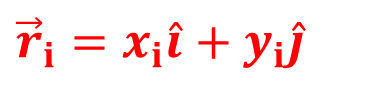 r⃗ᵢ = xᵢî + yᵢĵ